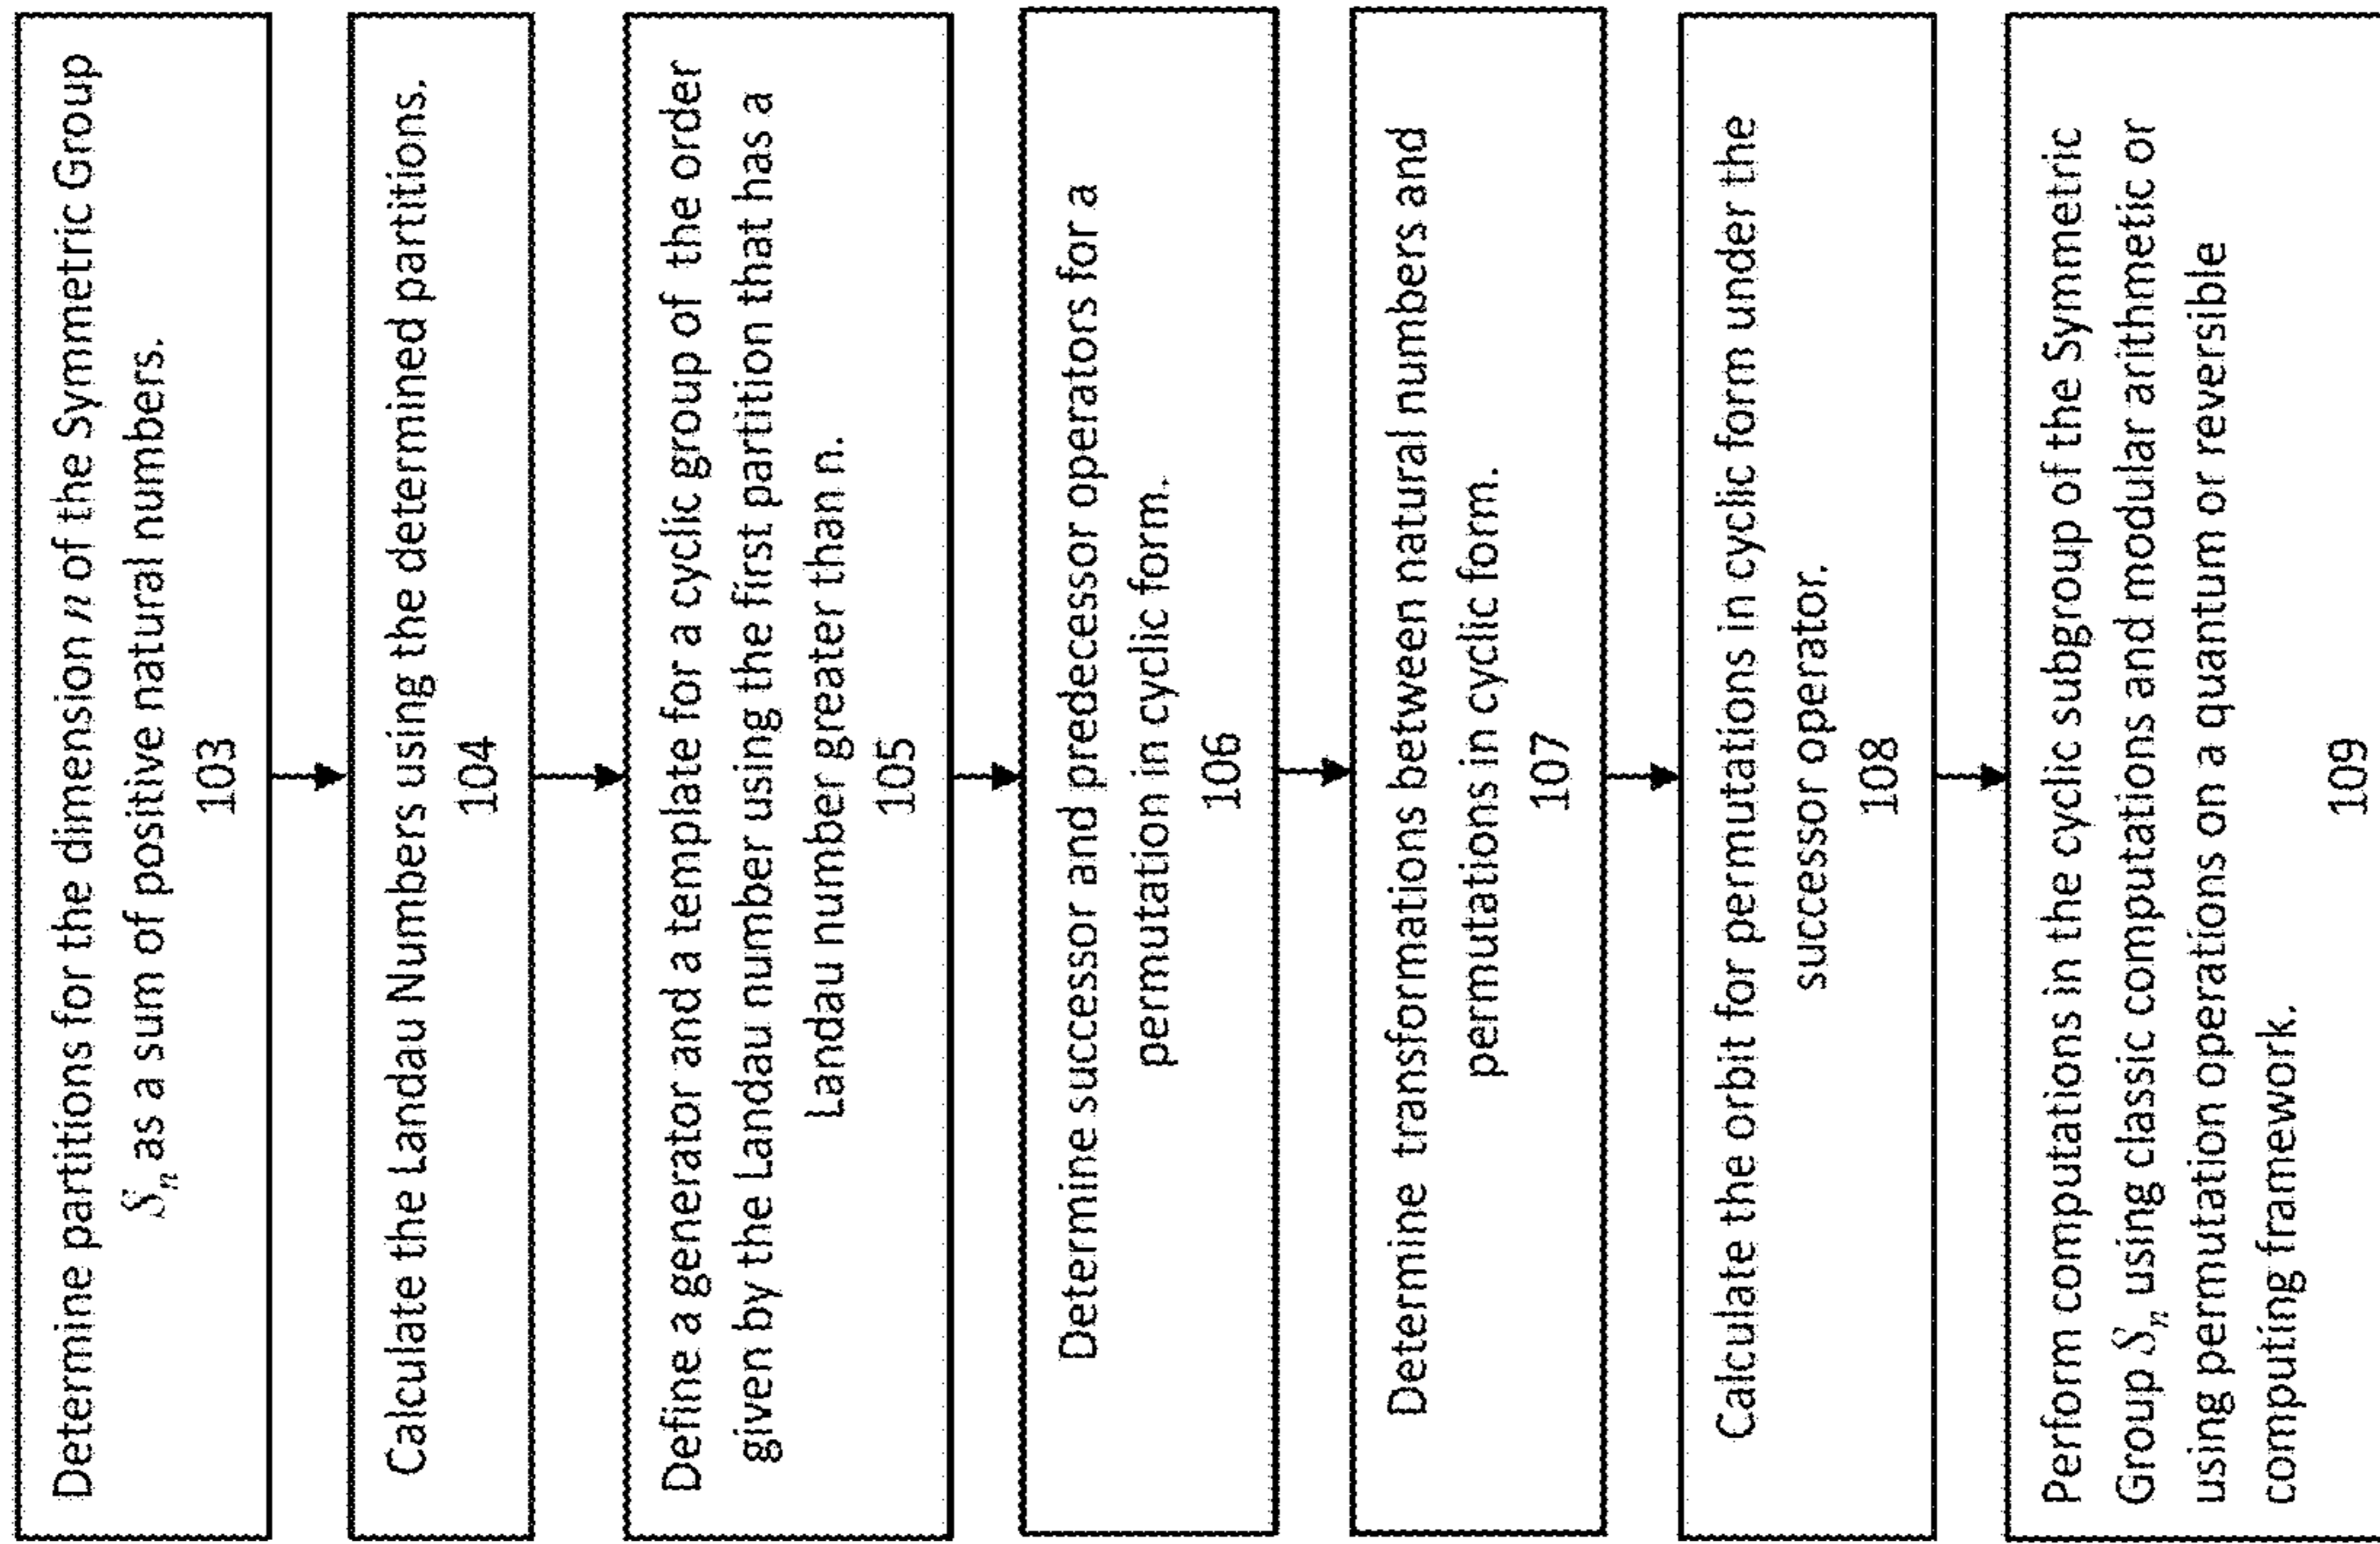 Determine partitions for the dimension n of the Symmetric Group
Sₙ as a sum of positive natural numbers.
103
Calculate the Landau Numbers using the determined partitions.
104
Define a generator and a template for a cyclic group of the order
given by the Landau number using the first partition that has a
Landau number greater than n.
105
Determine successor and predecessor operators for a
permutation in cyclic form.
106
Determine transformations between natural numbers and
permutations in cyclic form.
107
Calculate the orbit for permutations in cyclic form under the
successor operator.
108
Perform computations in the cyclic subgroup of the Symmetric
Group Sₙ using classic computations and modular arithmetic or
using permutation operations on a quantum or reversible
computing framework.
109